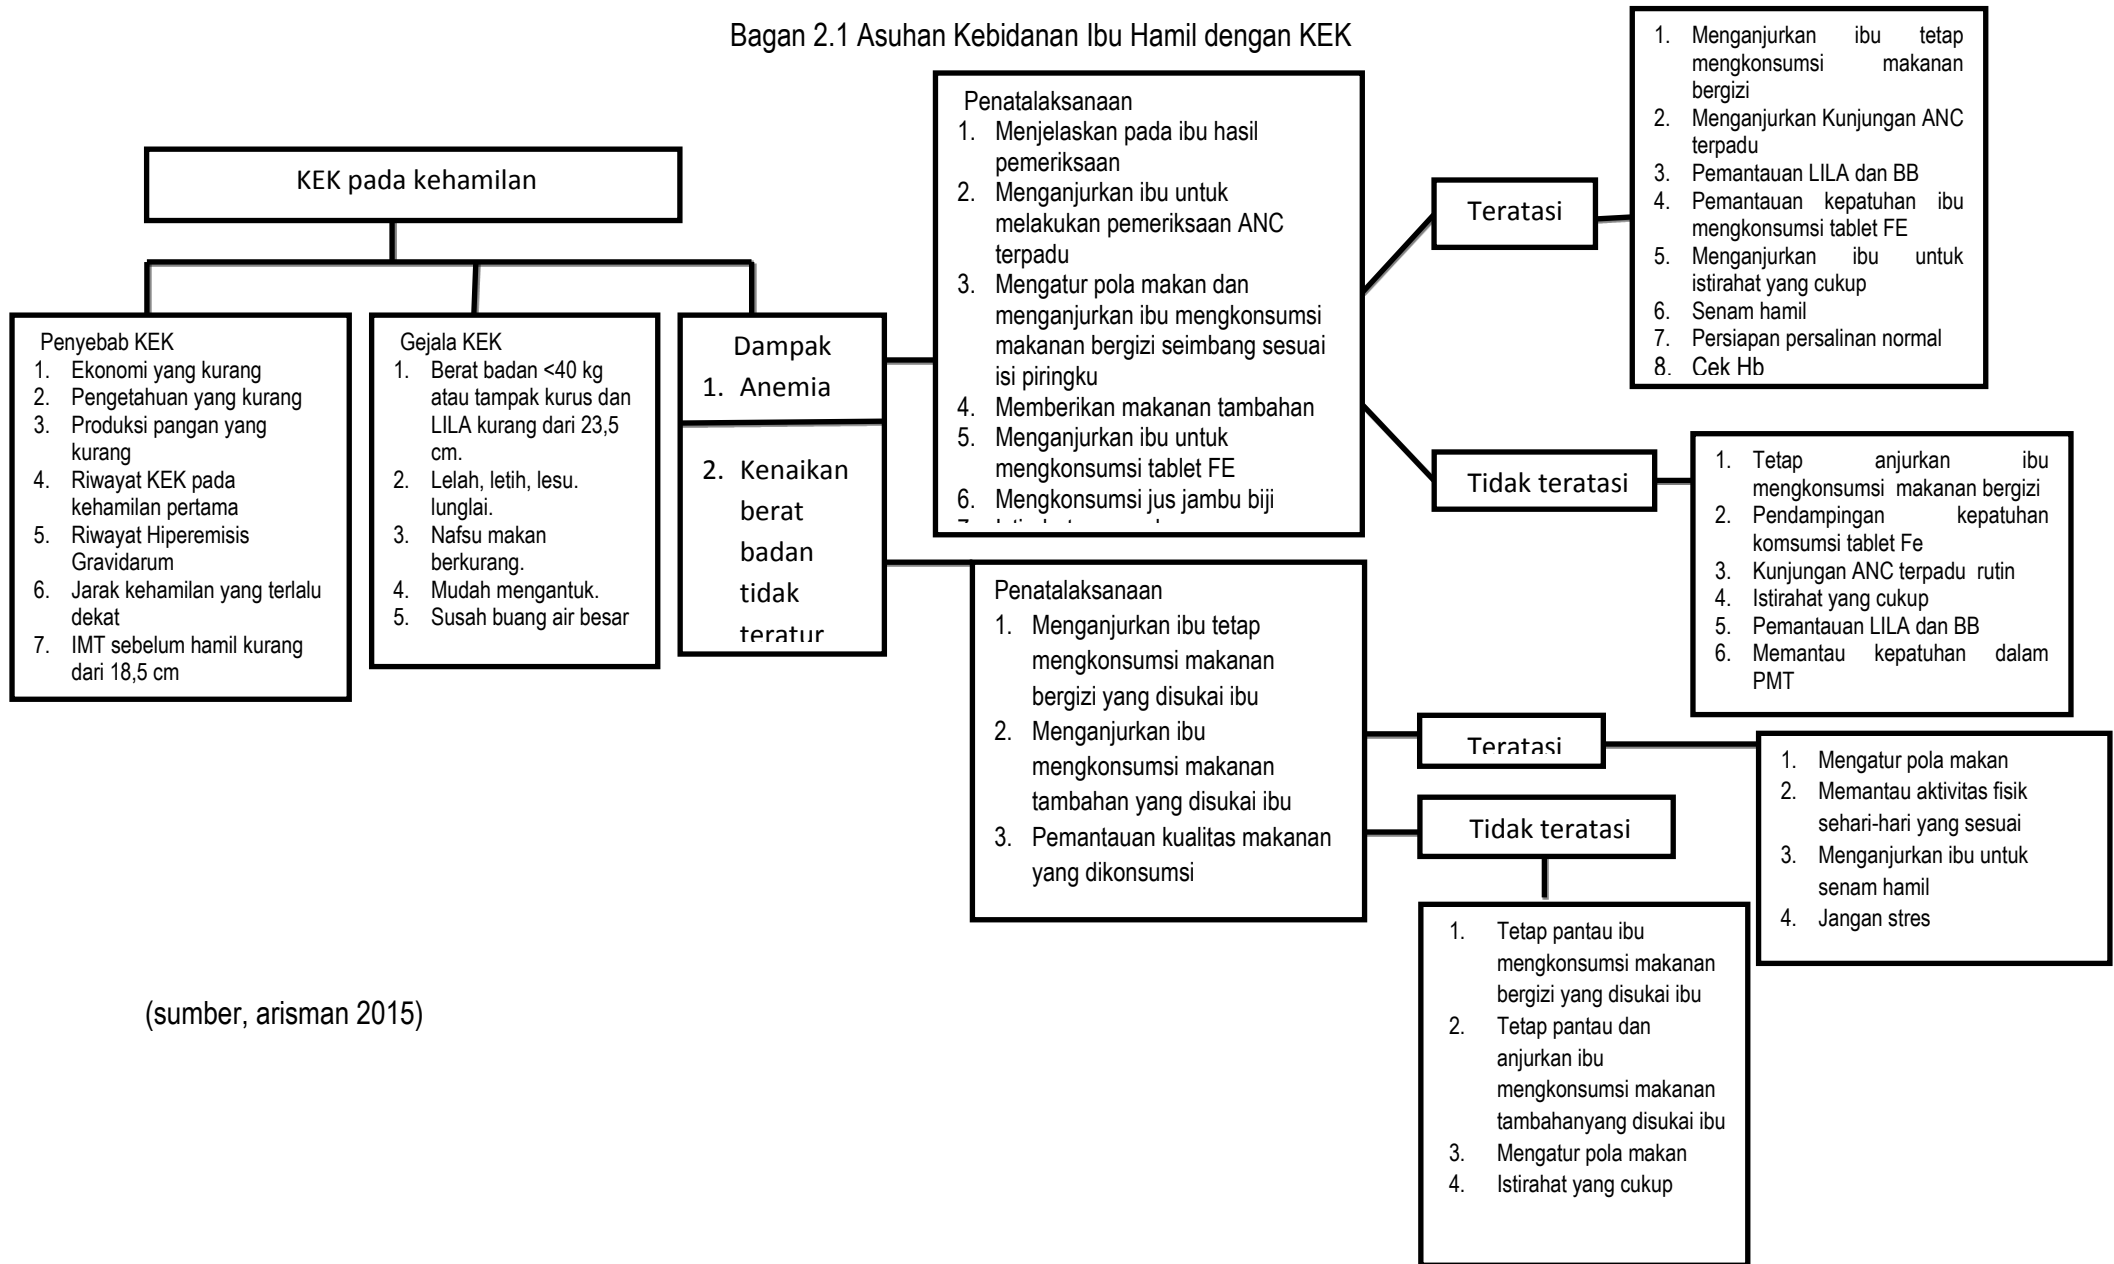 Bagan 2.1 Asuhan Kebidanan Ibu Hamil dengan KEK
KEK pada kehamilan
Penyebab KEK
1. Ekonomi yang kurang
2. Pengetahuan yang kurang
3. Produksi pangan yang
kurang
4. Riwayat KEK pada
kehamilan pertama
5. Riwayat Hiperemisis
Gravidarum
6. Jarak kehamilan yang terlalu
dekat
7. IMT sebelum hamil kurang
dari 18,5 cm
Gejala KEK
1. Berat badan <40 kg
atau tampak kurus dan
LILA kurang dari 23,5
cm.
2. Lelah, letih, lesu.
lunglai.
3. Nafsu makan
berkurang.
4. Mudah mengantuk.
5. Susah buang air besar
Dampak
1. Anemia
2. Kenaikan
berat
badan
tidak
teratur
Penatalaksanaan
1. Menjelaskan pada ibu hasil
pemeriksaan
2. Menganjurkan ibu untuk
melakukan pemeriksaan ANC
terpadu
3. Mengatur pola makan dan
menganjurkan ibu mengkonsumsi
makanan bergizi seimbang sesuai
isi piringku
4. Memberikan makanan tambahan
5. Menganjurkan ibu untuk
mengkonsumsi tablet FE
6. Mengkonsumsi jus jambu biji
Teratasi
1. Menganjurkan ibu tetap
mengkonsumsi makanan
bergizi
2. Menganjurkan Kunjungan ANC
terpadu
3. Pemantauan LILA dan BB
4. Pemantauan kepatuhan ibu
mengkonsumsi tablet FE
5. Menganjurkan ibu untuk
istirahat yang cukup
6. Senam hamil
7. Persiapan persalinan normal
8. Cek Hb
Tidak teratasi
1. Tetap anjurkan ibu
mengkonsumsi makanan bergizi
2. Pendampingan kepatuhan
komsumsi tablet Fe
3. Kunjungan ANC terpadu rutin
4. Istirahat yang cukup
5. Pemantauan LILA dan BB
6. Memantau kepatuhan dalam
PMT
Penatalaksanaan
1. Menganjurkan ibu tetap
mengkonsumsi makanan
bergizi yang disukai ibu
2. Menganjurkan ibu
mengkonsumsi makanan
tambahan yang disukai ibu
3. Pemantauan kualitas makanan
yang dikonsumsi
Teratasi
1. Mengatur pola makan
2. Memantau aktivitas fisik
sehari-hari yang sesuai
3. Menganjurkan ibu untuk
senam hamil
4. Jangan stres
Tidak teratasi
1. Tetap pantau ibu
mengkonsumsi makanan
bergizi yang disukai ibu
2. Tetap pantau dan
anjurkan ibu
mengkonsumsi makanan
tambahanyang disukai ibu
3. Mengatur pola makan
4. Istirahat yang cukup
(sumber, arisman 2015)